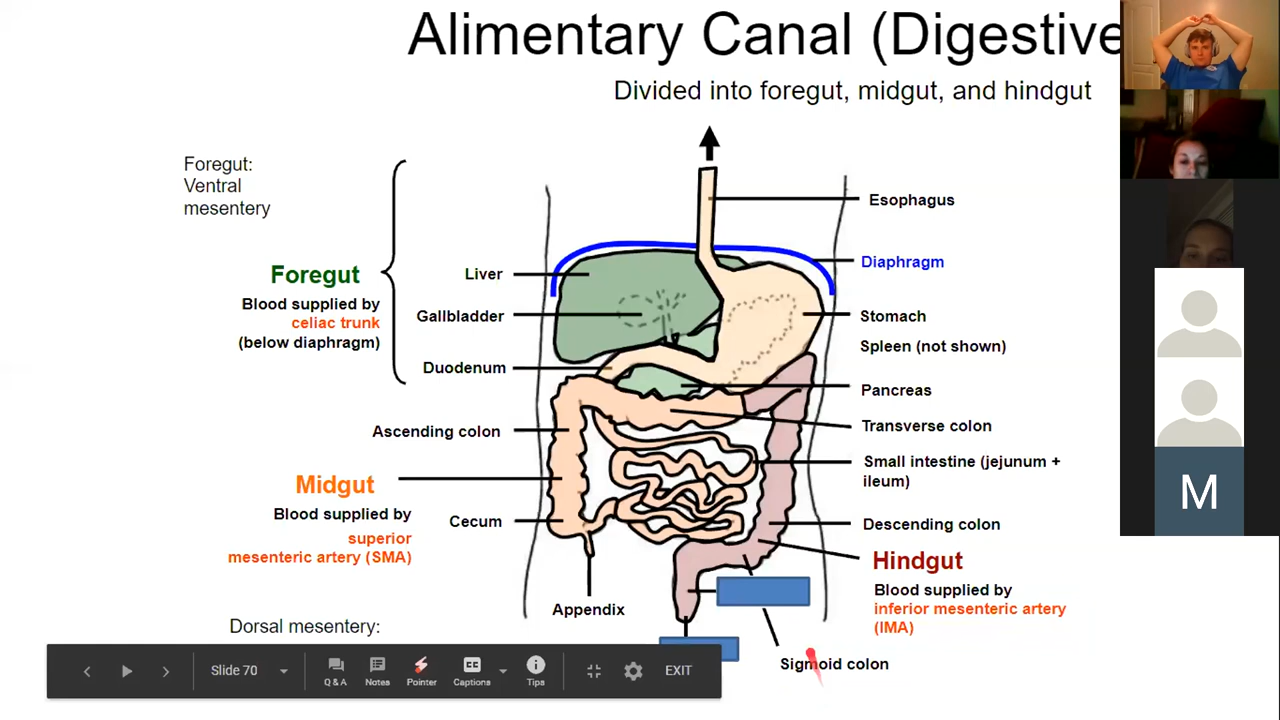 Alimentary Canal (Digestive
Divided into foregut, midgut, and hindgut
Foregut:
Ventral
mesentery
Esophagus
Diaphragm
Liver
Foregut
Blood supplied by
celiac trunk
(below diaphragm)
Gallbladder
Stomach
Spleen (not shown)
Duodenum
Pancreas
Ascending colon
Transverse colon
Small intestine (jejunum +
ileum)
Midgut
Blood supplied by
superior
mesenteric artery (SMA)
Cecum
Descending colon
Hindgut
Blood supplied by
inferior mesenteric artery
(IMA)
Appendix
Dorsal mesentery:
Sigmoid colon
Slide 70
Q & A
Notes
Pointer
CC
Captions
Tips
EXIT
M